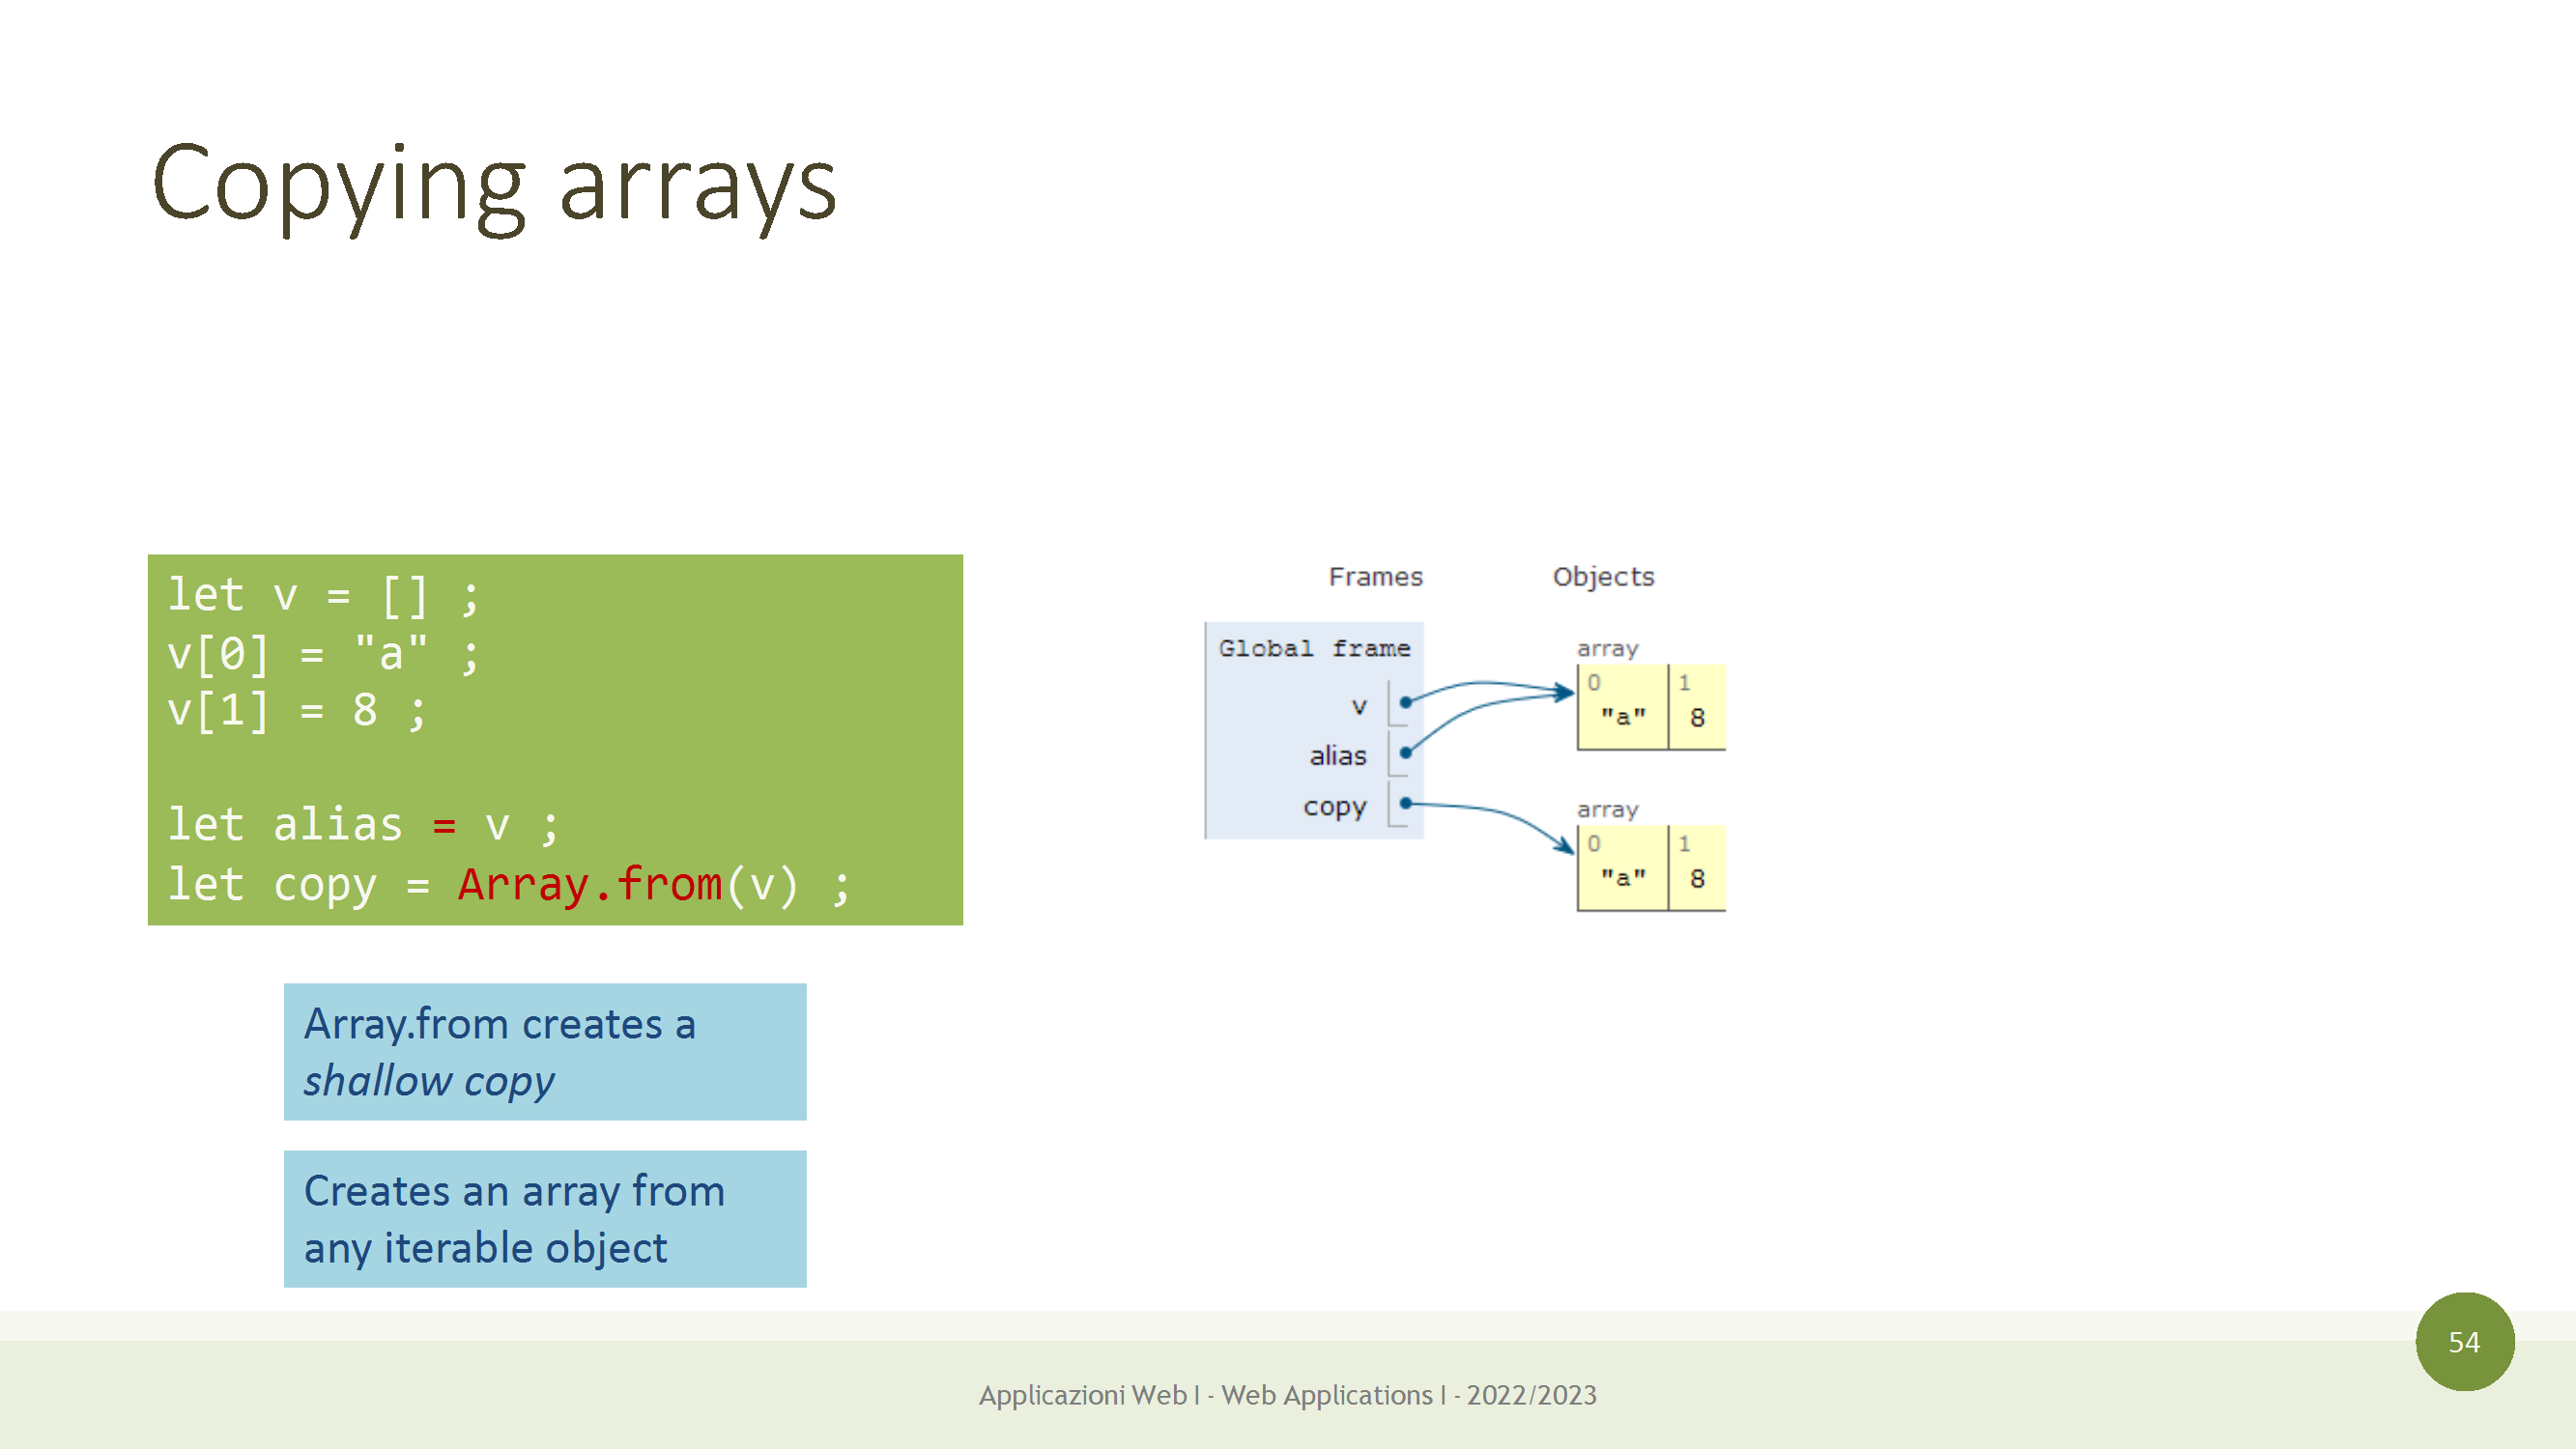 Copying arrays
let v = [] ;
v[0] = "a" ;
v[1] = 8 ;
let alias = v ;
let copy = Array.from(v) ;
Array.from creates a
shallow copy
Creates an array from
any iterable object
Frames Objects
Global frame
v
alias
copy
array
0 1
"a" 8
array
0 1
"a" 8
54
Applicazioni Web I - Web Applications I - 2022/2023